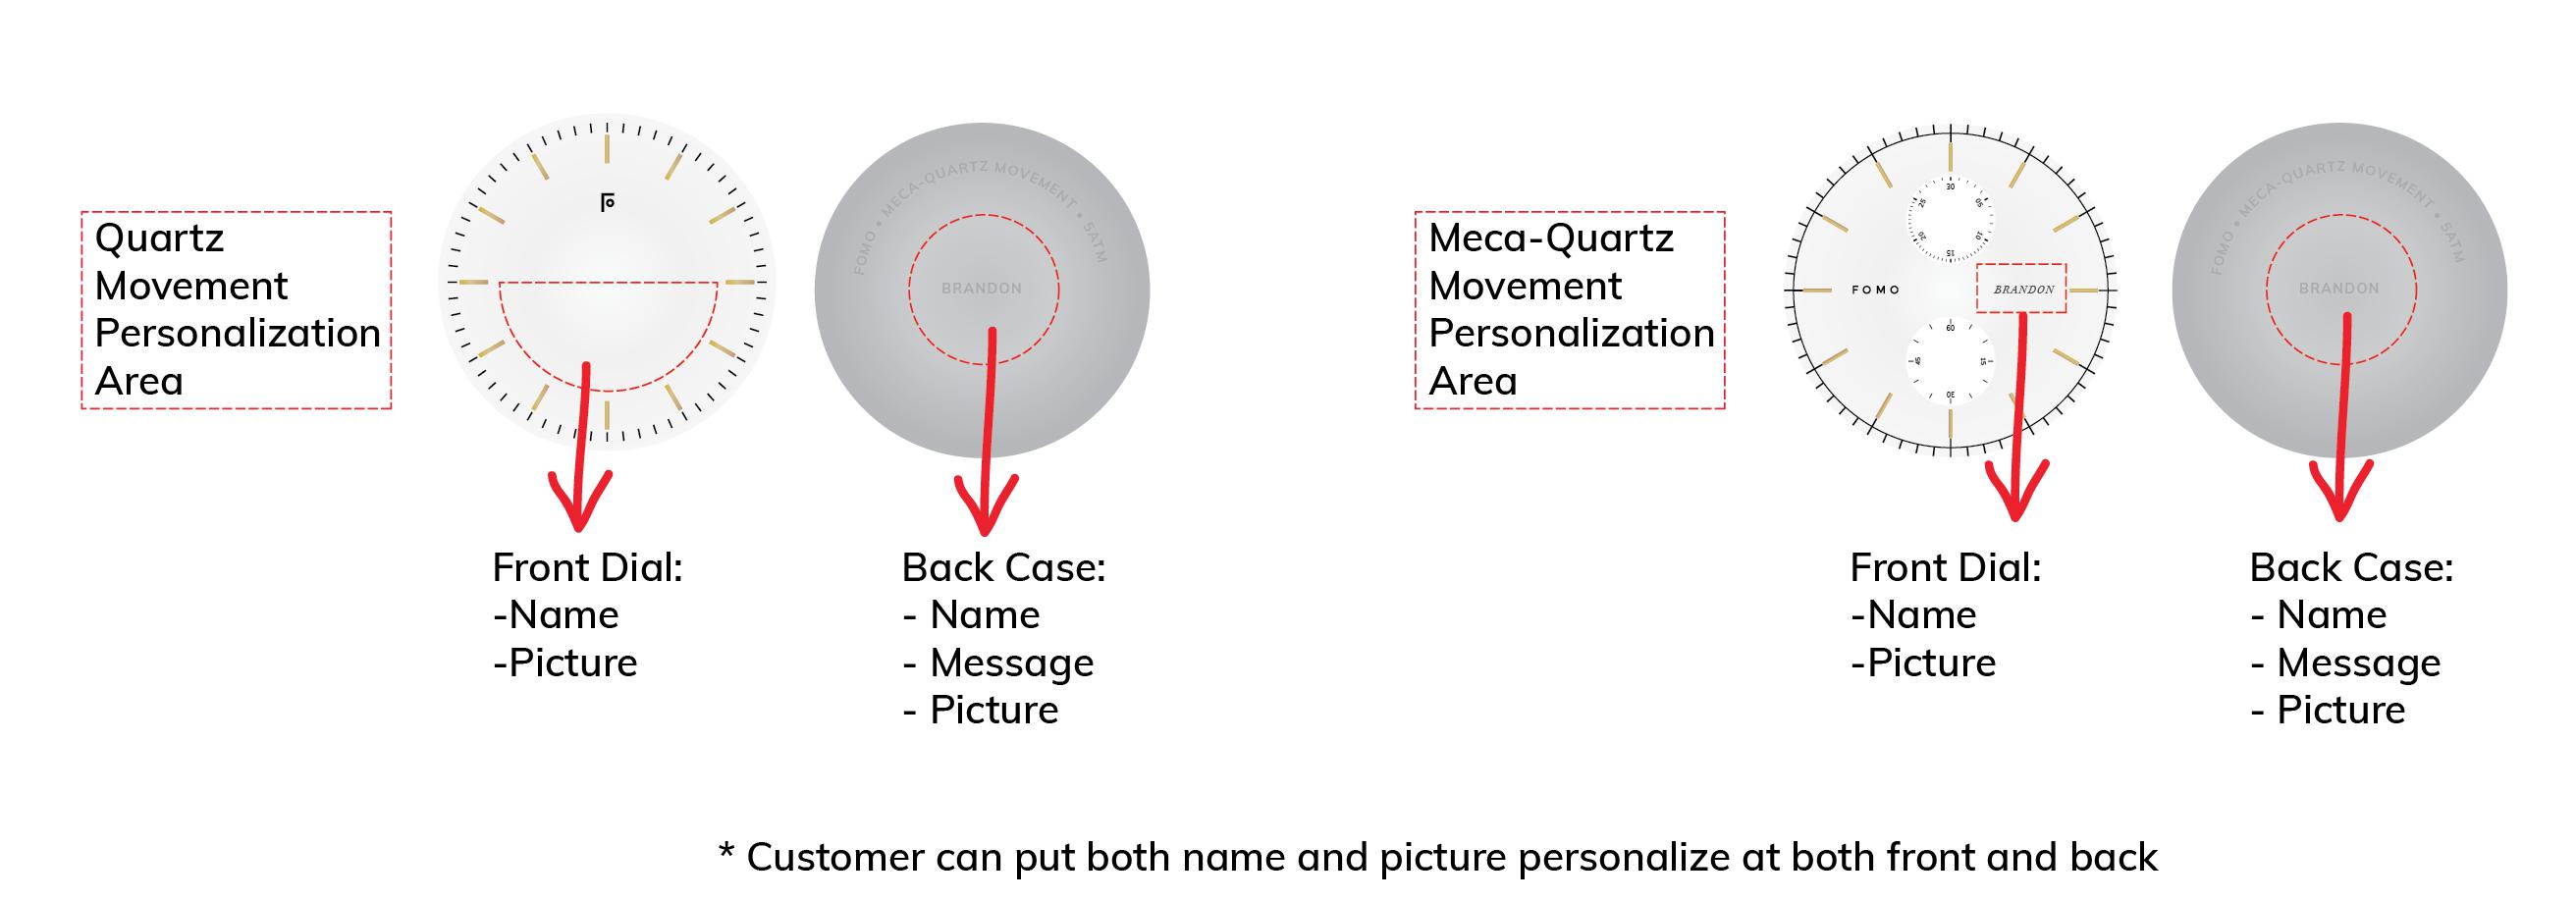 Quartz
Movement
Personalization
Area
FOMO • MECA-QUARTZ MOVEMENT • 5ATM
BRANDON
Front Dial:
-Name
-Picture
Back Case:
- Name
- Message
- Picture
Meca-Quartz
Movement
Personalization
Area
30
05
10
15
20
25
FOMO
BRANDON
60
15
30
45
FOMO • MECA-QUARTZ MOVEMENT • 5ATM
BRANDON
Front Dial:
-Name
-Picture
Back Case:
- Name
- Message
- Picture
* Customer can put both name and picture personalize at both front and back